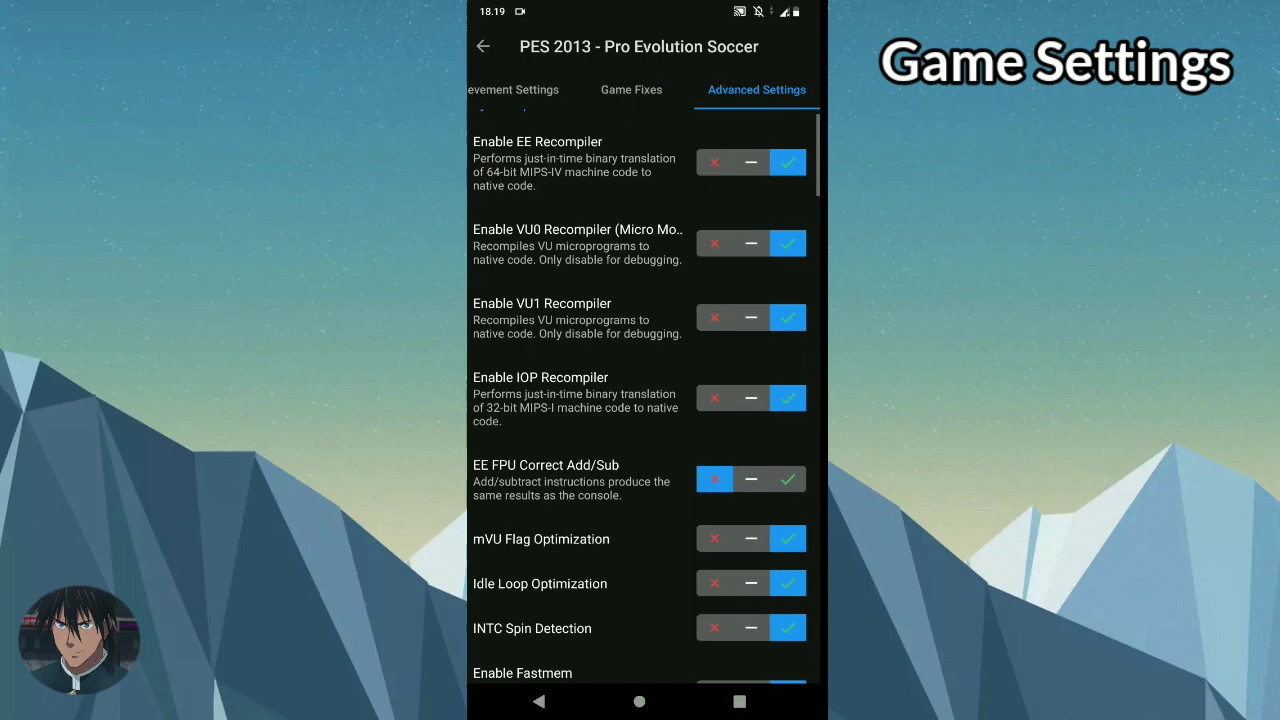 18.19
PES 2013 - Pro Evolution Soccer
Game Settings
evement Settings
Game Fixes
Advanced Settings
Enable EE Recompiler
Performs just-in-time binary translation
of 64-bit MIPS-IV machine code to
native code.
Enable VU0 Recompiler (Micro Mo..
Recompiles VU microprograms to
native code. Only disable for debugging.
Enable VU1 Recompiler
Recompiles VU microprograms to
native code. Only disable for debugging.
Enable IOP Recompiler
Performs just-in-time binary translation
of 32-bit MIPS-I machine code to native
code.
EE FPU Correct Add/Sub
Add/subtract instructions produce the
same results as the console.
mVU Flag Optimization
Idle Loop Optimization
INTC Spin Detection
Enable Fastmem